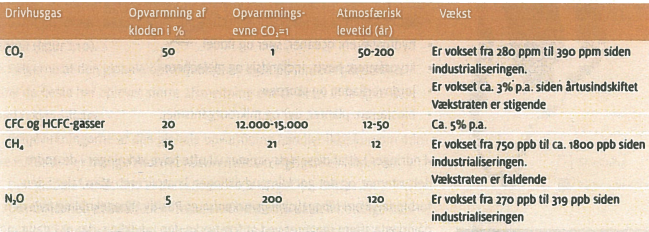 Drivhusgas Opvarmning af kloden i % Opvarmnings- evne CO₂=1 Atmosfærisk levetid (år) Vækst
CO₂ 50 1 50-200 Er vokset fra 280 ppm til 390 ppm siden
industrialiseringen.
Er vokset ca. 3% p.a. siden årtusindskiftet
Vækstraten er stigende
CFC og HCFC-gasser 20 12.000-15.000 12-50 Ca. 5% p.a.
CH₄ 15 21 12 Er vokset fra 750 ppb til ca. 1800 ppb siden
industrialiseringen.
Vækstraten er faldende
N₂O 5 200 120 Er vokset fra 270 ppb til 319 ppb siden
industrialiseringen